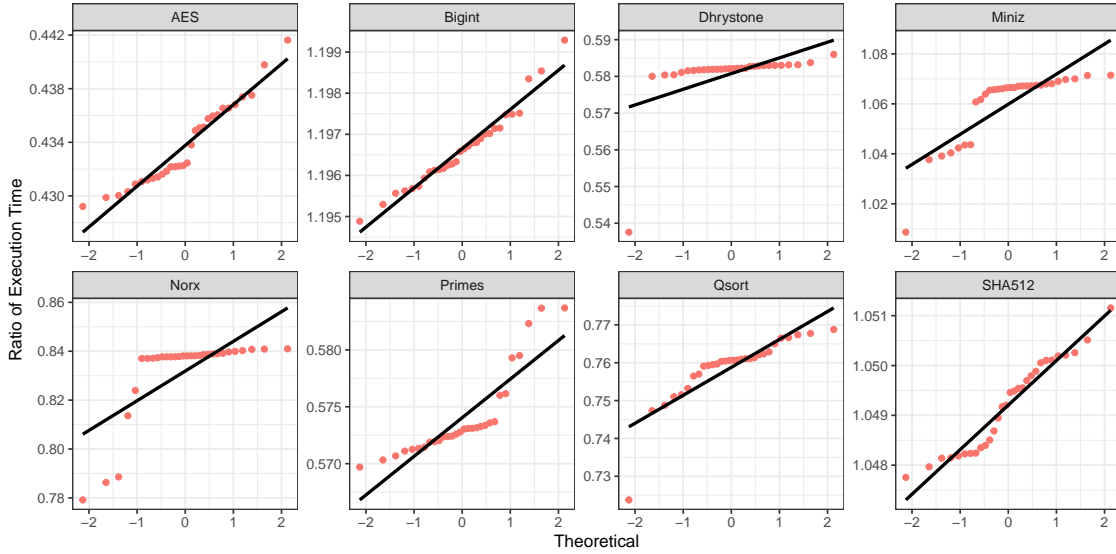 AES Bigint Dhrystone Miniz
0.442 0.438 0.434 0.430
1.199 1.198 1.197 1.196 1.195
0.59 0.58 0.57 0.56 0.55 0.54
1.08 1.06 1.04 1.02
−2 −1 0 1 2 −2 −1 0 1 2 −2 −1 0 1 2 −2 −1 0 1 2
Ratio of Execution Time
Norx Primes Qsort SHA512
0.86 0.84 0.82 0.80 0.78
0.580 0.575 0.570
0.77 0.76 0.75 0.74 0.73
1.051 1.050 1.049 1.048
−2 −1 0 1 2 −2 −1 0 1 2 −2 −1 0 1 2 −2 −1 0 1 2
Theoretical